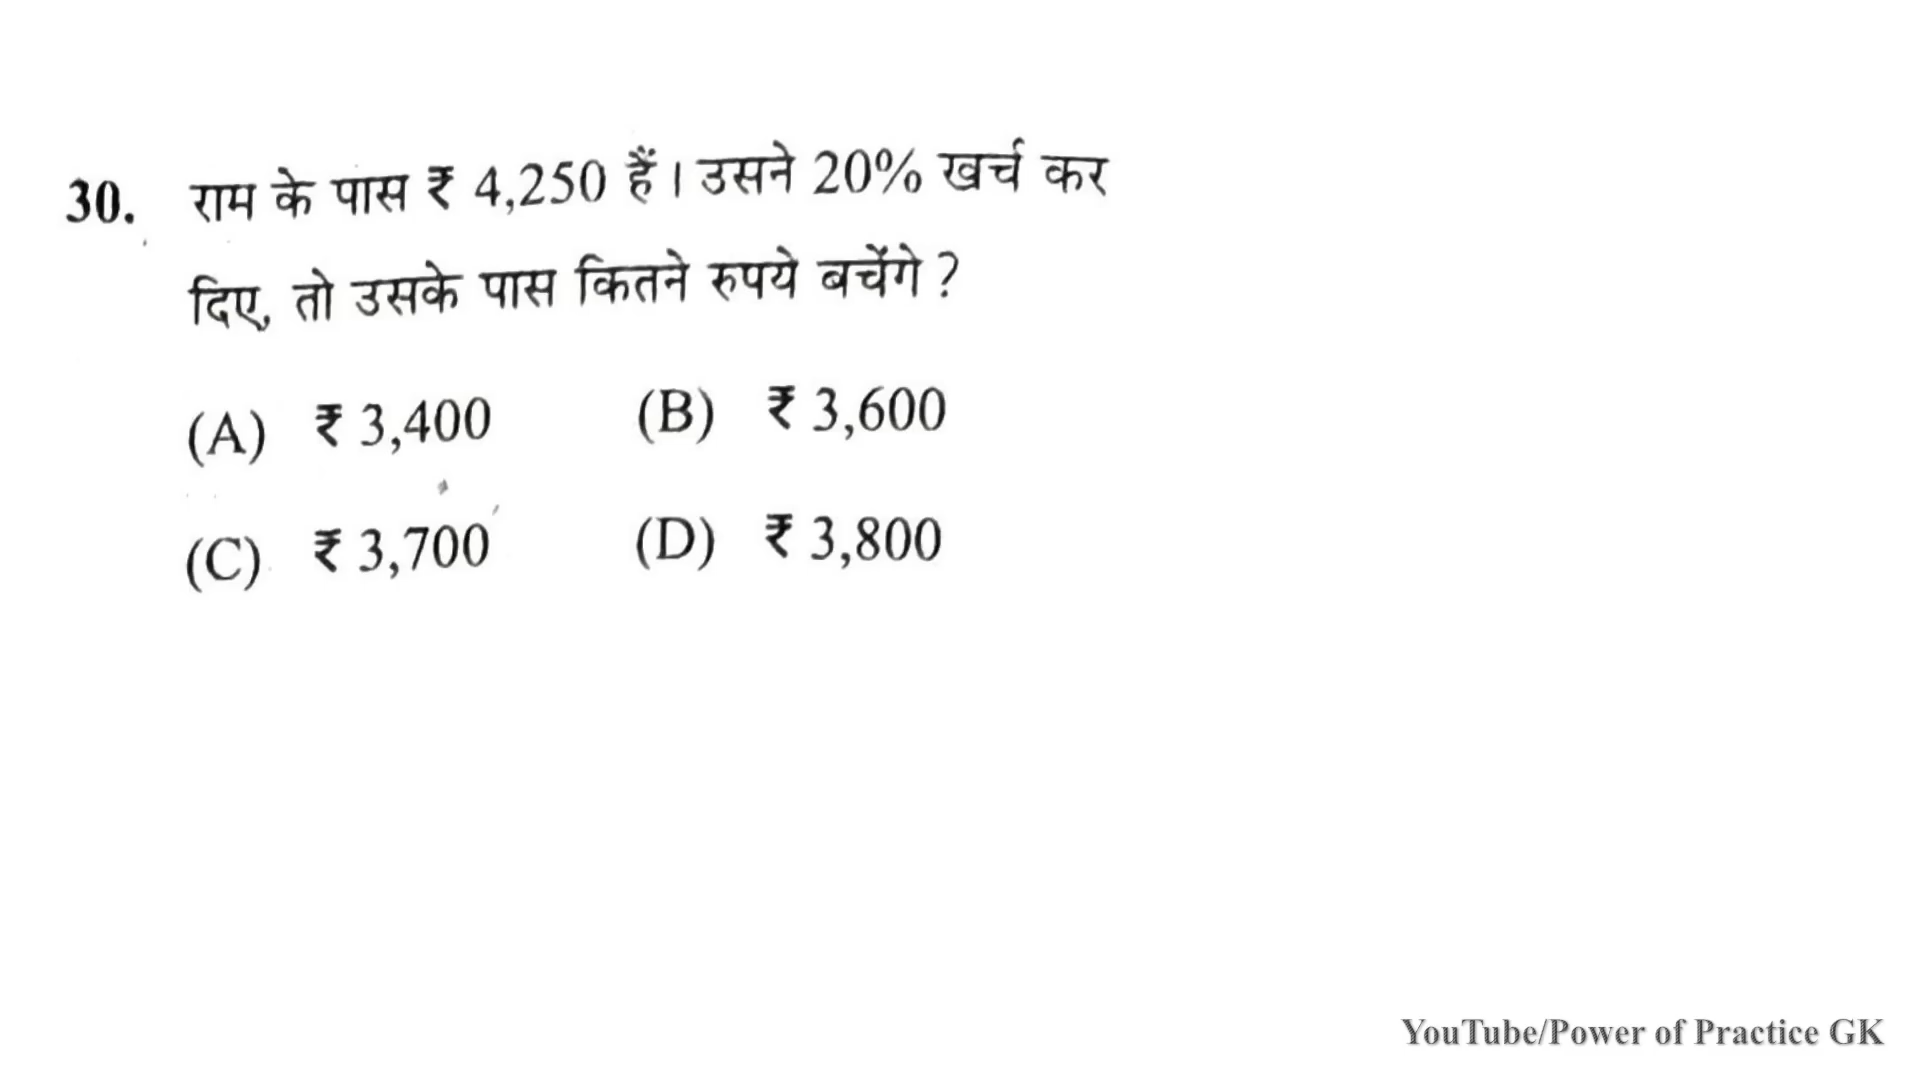 30. राम के पास ₹ 4,250 हैं। उसने 20% खर्च कर
दिए, तो उसके पास कितने रुपये बचेंगे ?
(A) ₹ 3,400 (B) ₹ 3,600
(C) ₹ 3,700 (D) ₹ 3,800
YouTube/Power of Practice GK